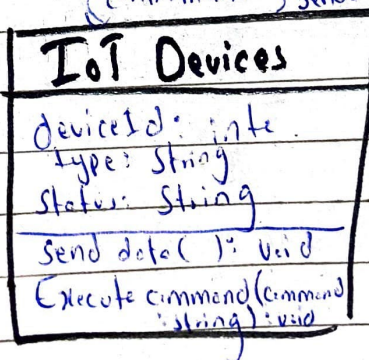 IoT Devices
deviceId: inte.
type: String
Status: String
Send data( ): Void
Execute command(command
:string): void